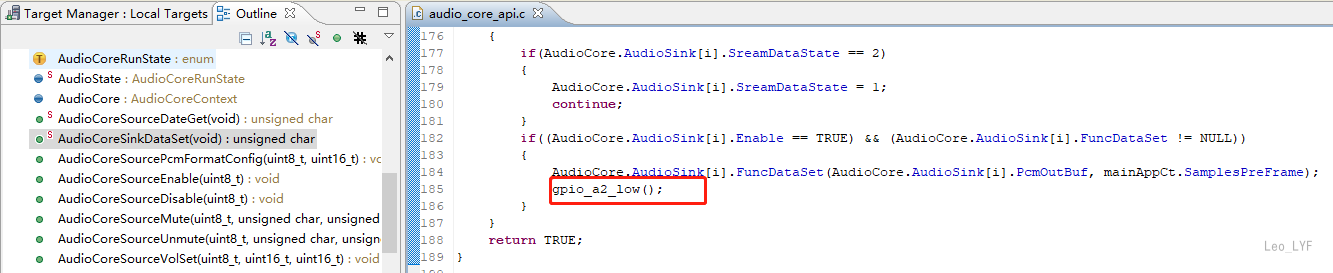 Target Manager : Local Targets
Outline
AudioCoreRunState : enum
AudioState : AudioCoreRunState
AudioCore : AudioCoreContext
AudioCoreSourceDateGet(void) : unsigned char
AudioCoreSinkDataSet(void) : unsigned char
AudioCoreSourcePcmFormatConfig(uint8_t, uint16_t) : vo
AudioCoreSourceEnable(uint8_t) : void
AudioCoreSourceDisable(uint8_t) : void
AudioCoreSourceMute(uint8_t, unsigned char, unsigne
AudioCoreSourceUnmute(uint8_t, unsigned char, unsi
AudioCoreSourceVolSet(uint8_t, uint16_t, uint16_t) : vo
audio_core_api.c
176 {
177 if(AudioCore.AudioSink[i].SreamDataState == 2)
178 {
179 AudioCore.AudioSink[i].SreamDataState = 1;
180 continue;
181 }
182 if((AudioCore.AudioSink[i].Enable == TRUE) && (AudioCore.AudioSink[i].FuncDataSet != NULL))
183 {
184 AudioCore.AudioSink[i].FuncDataSet(AudioCore.AudioSink[i].PcmOutBuf, mainAppCt.SamplesPreFrame);
185 gpio_a2_low();
186 }
187 }
188 return TRUE;
189 }
Leo_LYF